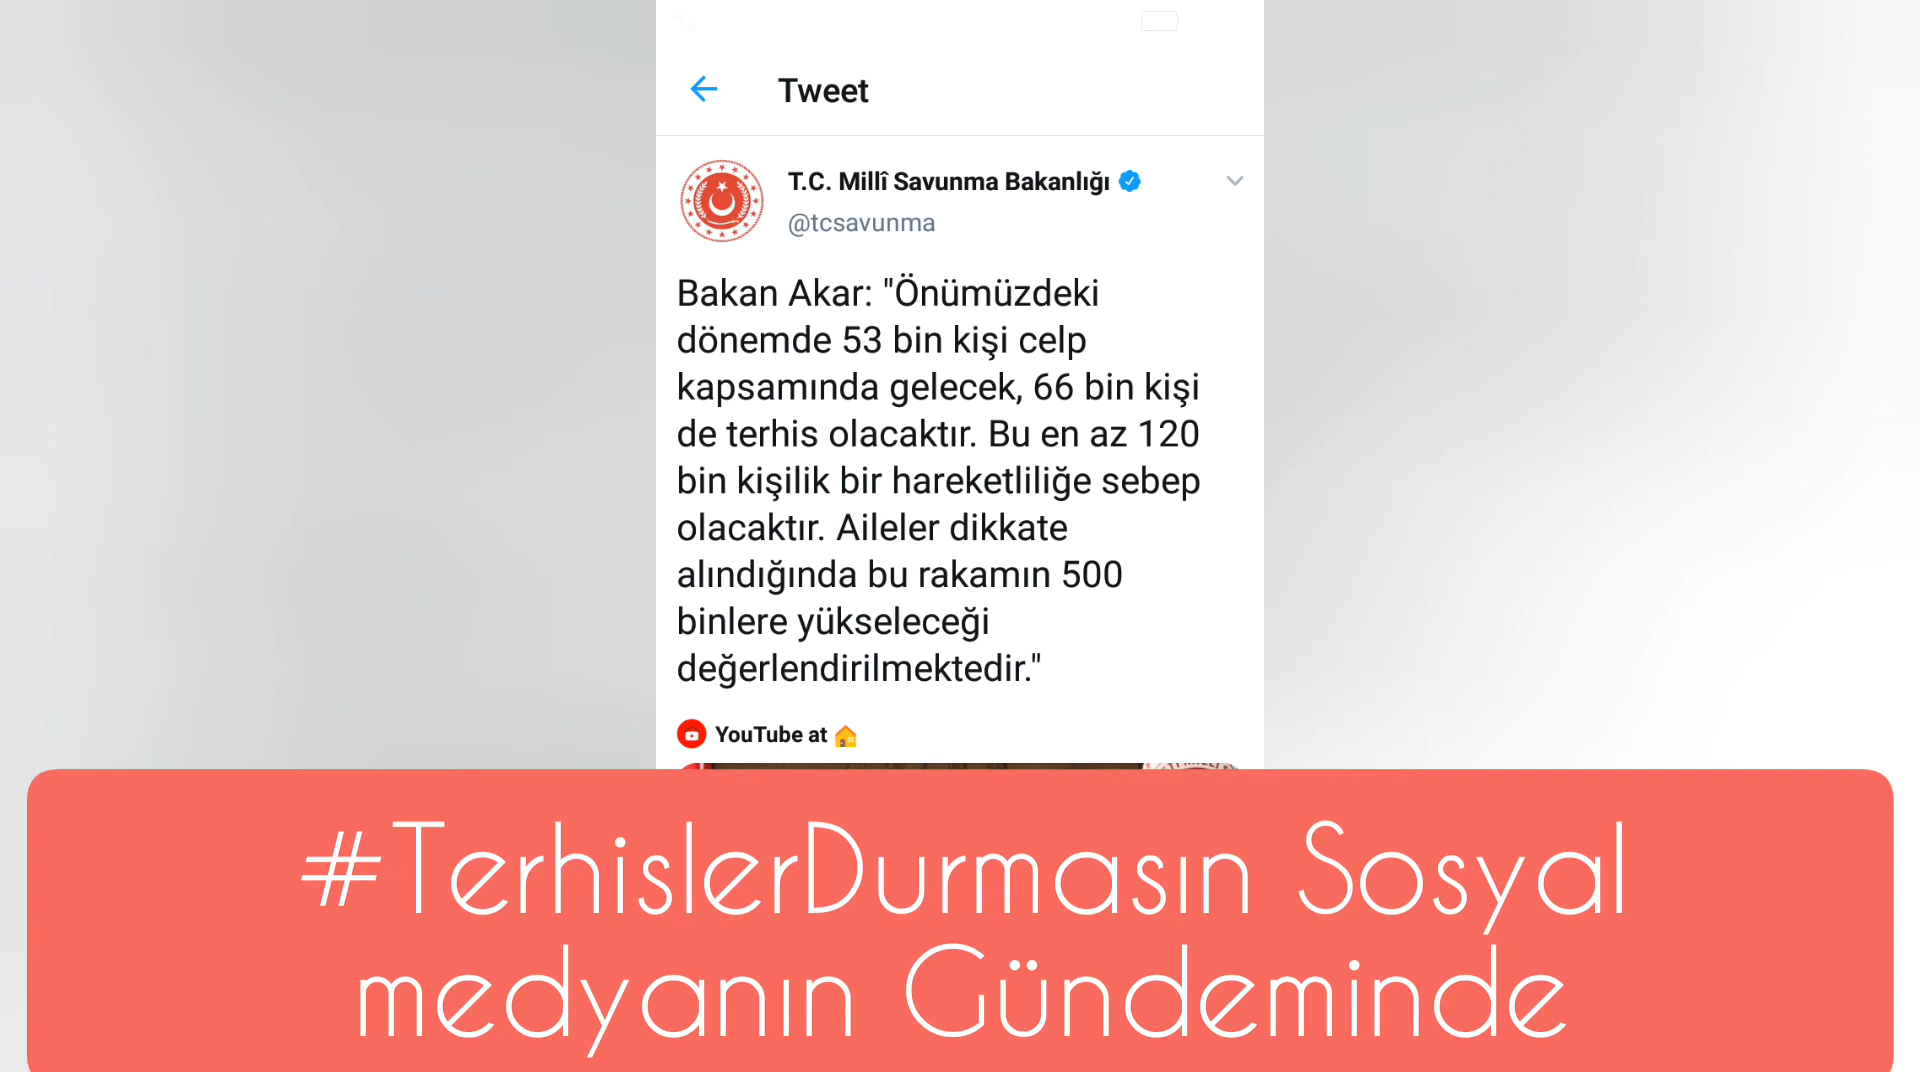 Tweet
T.C. Millî Savunma Bakanlığı
@tcsavunma
Bakan Akar: "Önümüzdeki
dönemde 53 bin kişi celp
kapsamında gelecek, 66 bin kişi
de terhis olacaktır. Bu en az 120
bin kişilik bir hareketliliğe sebep
olacaktır. Aileler dikkate
alındığında bu rakamın 500
binlere yükseleceği
değerlendirilmektedir."
YouTube at
#TerhislerDurmasın Sosyal
medyanın Gündeminde